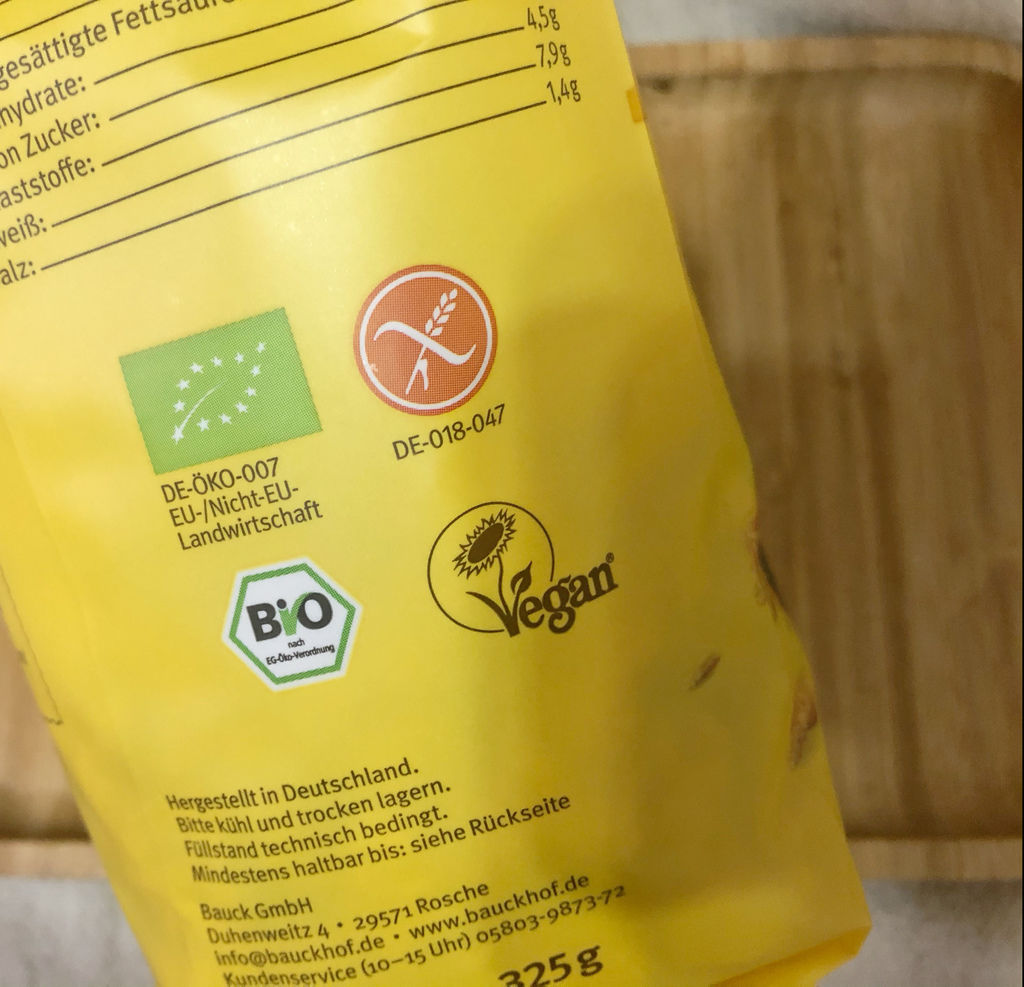 gesättigte Fettsäure
hydrate:
on Zucker:
aststoffe: 4,5g
weiß: 7,9g
alz: 1,4g
DE-ÖKO-007
EU-/Nicht-EU-
Landwirtschaft
DE-018-047
BiO
nach
EG-Öko-Verordnung
Vegan®
Hergestellt in Deutschland.
Bitte kühl und trocken lagern.
Füllstand technisch bedingt.
Mindestens haltbar bis: siehe Rückseite
Bauck GmbH
Duhenweitz 4 • 29571 Rosche
info@bauckhof.de • www.bauckhof.de
Kundenservice (10–15 Uhr) 05803-9873-72
325 g